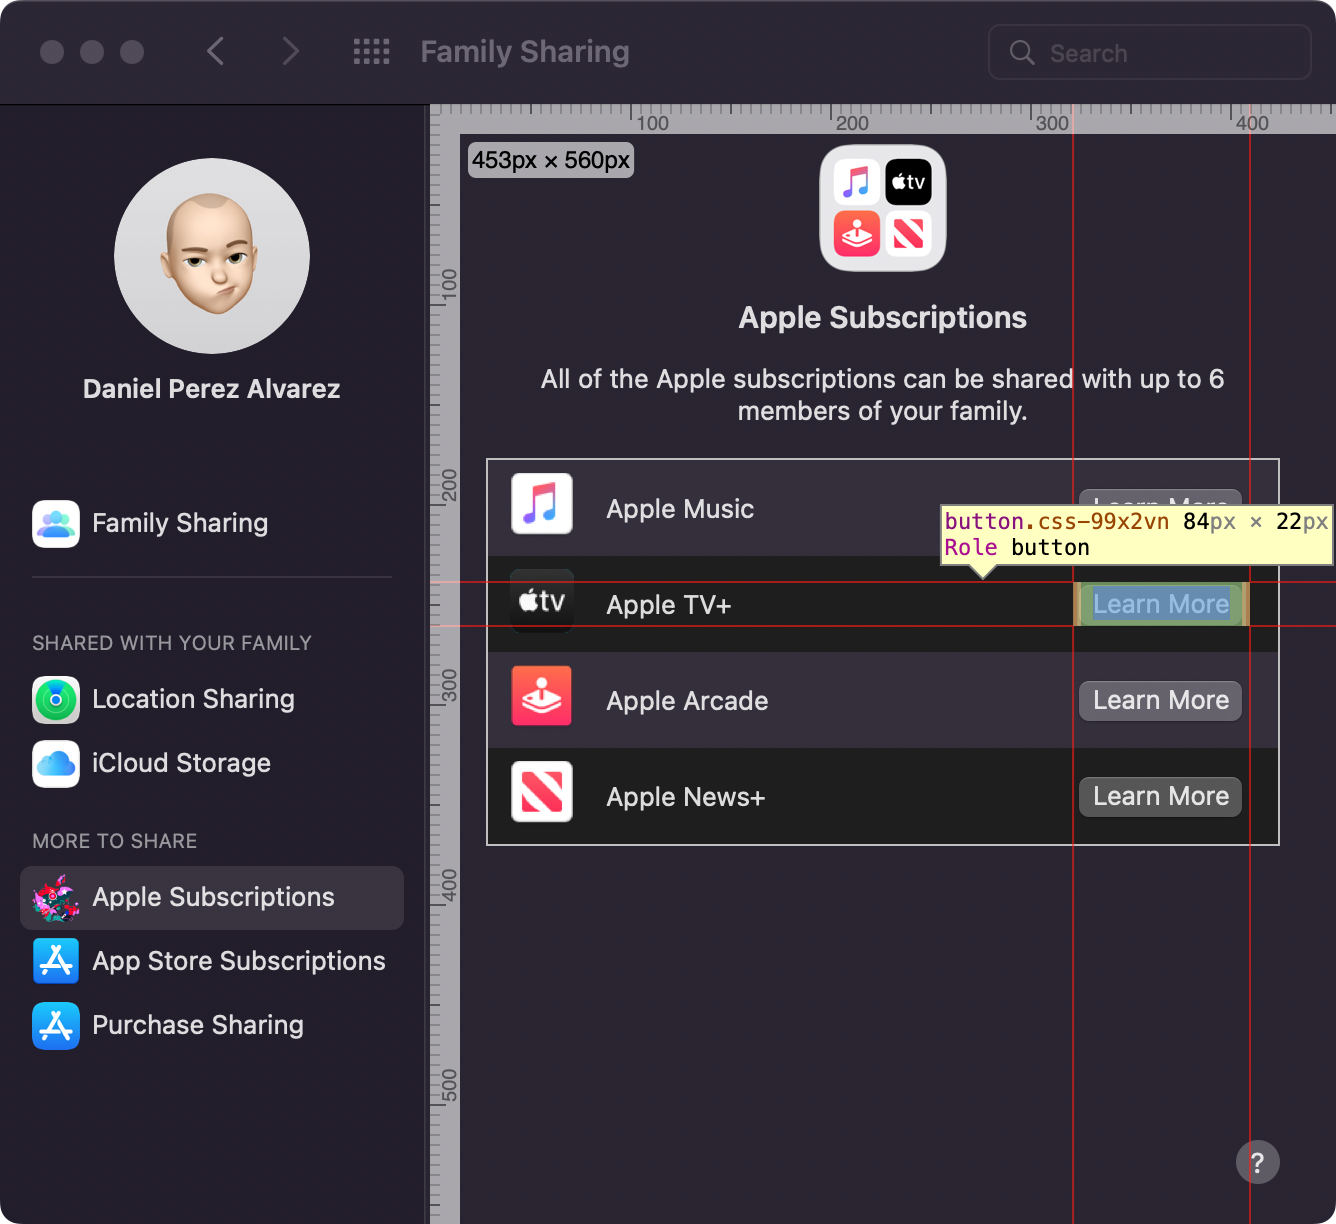 Family Sharing
Search
100
200
300
400
453px × 560px
tv
Daniel Perez Alvarez
Apple Subscriptions
All of the Apple subscriptions can be shared with up to 6
members of your family.
100
200
300
400
500
Family Sharing
SHARED WITH YOUR FAMILY
Location Sharing
iCloud Storage
MORE TO SHARE
Apple Subscriptions
App Store Subscriptions
Purchase Sharing
Apple Music
Learn More
button.css-99x2vn 84px × 22px
Role button
tv
Apple TV+
Learn More
Apple Arcade
Learn More
Apple News+
Learn More
?